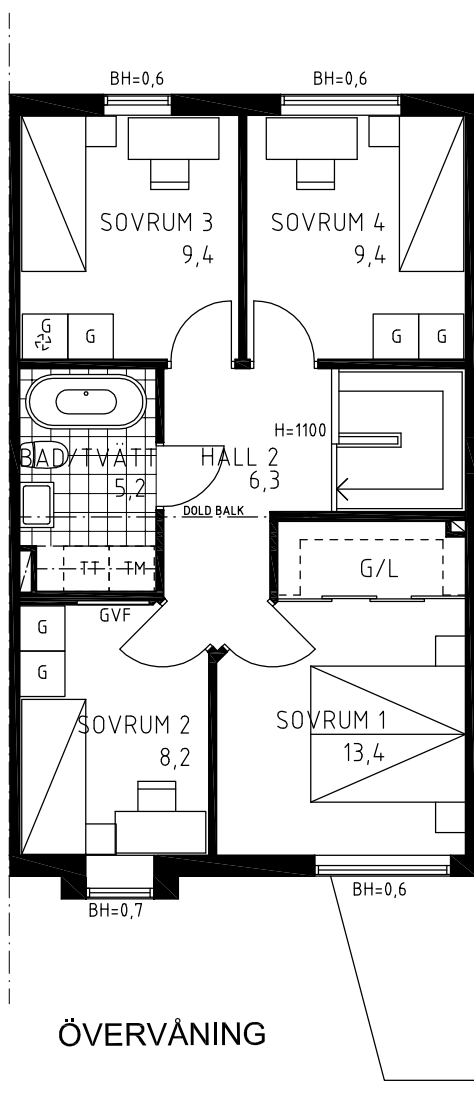 BH=0,6 BH=0,6
SOVRUM 3 SOVRUM 4
9,4 9,4
G G G G
H=1100
BAD/TVÄTT HALL 2
5,2 6,3
DOLD BALK
TT TM G/L
GVF
G
G
SOVRUM 2 SOVRUM 1
8,2 13,4
BH=0,6
BH=0,7
ÖVERVÅNING